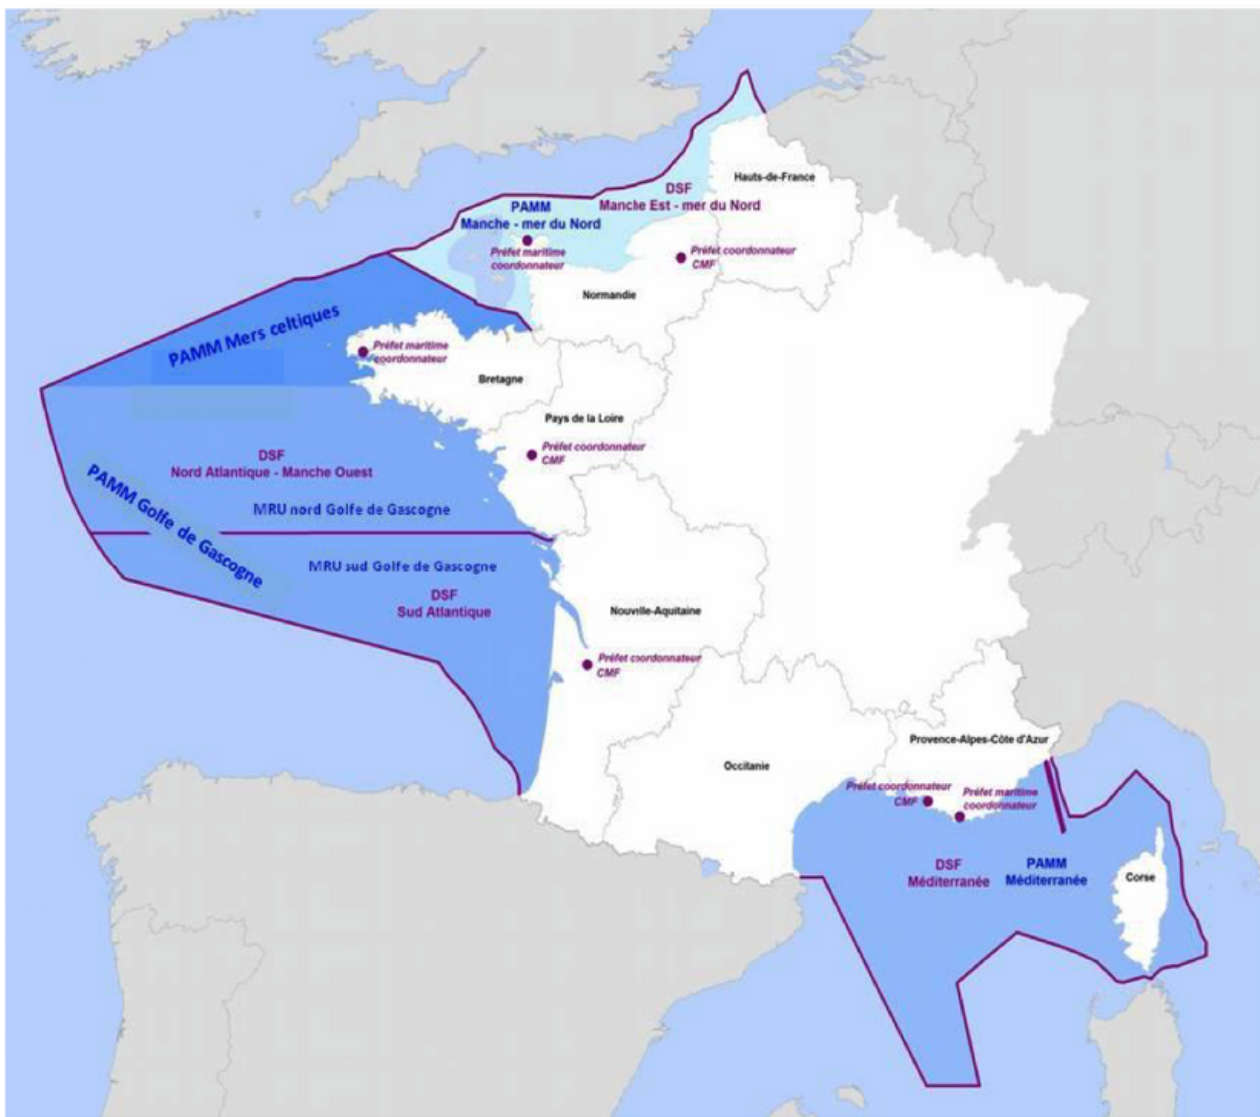 Hauts-de-France
DSF
Manche Est - mer du Nord
PAMM
Manche - mer du Nord
Préfet maritime
coordonnateur
Préfet coordonnateur
CMF
Normandie
PAMM Mers celtiques
Préfet maritime
coordonnateur
Bretagne
Pays de la Loire
Préfet coordonnateur
CMF
DSF
Nord Atlantique - Manche Ouest
PAMM Golfe de Gascogne
MRU nord Golfe de Gascogne
MRU sud Golfe de Gascogne
DSF
Sud Atlantique
Nouville-Aquitaine
Préfet coordonnateur
CMF
Occitanie
Provence-Alpes-Côte d'Azur
Préfet coordonnateur
CMF
Préfet maritime
coordonnateur
DSF
Méditerranée
PAMM
Méditerranée
Corse